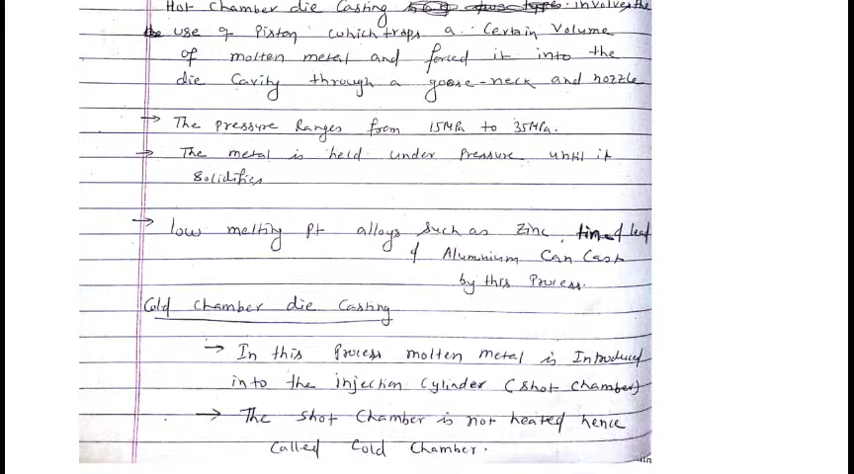 Hot chamber die Casting involves the
use of Piston which traps a Certain Volume
of molten metal and forced it into the
die Cavity through a goose-neck and nozzle
→ The pressure Ranges from 15MPa to 35MPa.
→ The metal is held under pressure until it
Solidifies
→ low melting pt alloys such as Zinc, tin & lead
& Aluminium Can Cast
by this Process.
Cold chamber die Casting
→ In this Process molten metal is Introduced
into the injection Cylinder (shot chamber)
→ The shot Chamber is not heated hence
Called Cold Chamber.